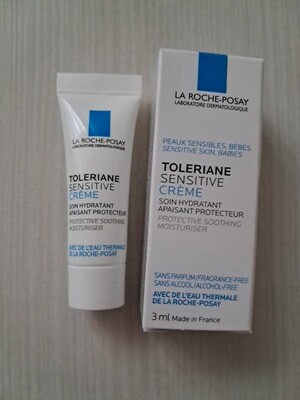 LA ROCHE-POSAY
LABORATOIRE DERMATOLOGIQUE
TOLERIANE
SENSITIVE
CRÈME
SOIN HYDRATANT
APAISANT PROTECTEUR
PROTECTIVE SOOTHING
MOISTURISER
AVEC DE L'EAU THERMALE
DE LA ROCHE-POSAY
LA ROCHE-POSAY
LABORATOIRE DERMATOLOGIQUE
PEAUX SENSIBLES, BÉBÉS
SENSITIVE SKIN, BABIES
TOLERIANE
SENSITIVE
CRÈME
SOIN HYDRATANT
APAISANT PROTECTEUR
PROTECTIVE SOOTHING
MOISTURISER
SANS PARFUM/FRAGRANCE-FREE
SANS ALCOOL/ALCOHOL-FREE
AVEC DE L'EAU THERMALE
DE LA ROCHE-POSAY
3 ml Made in France